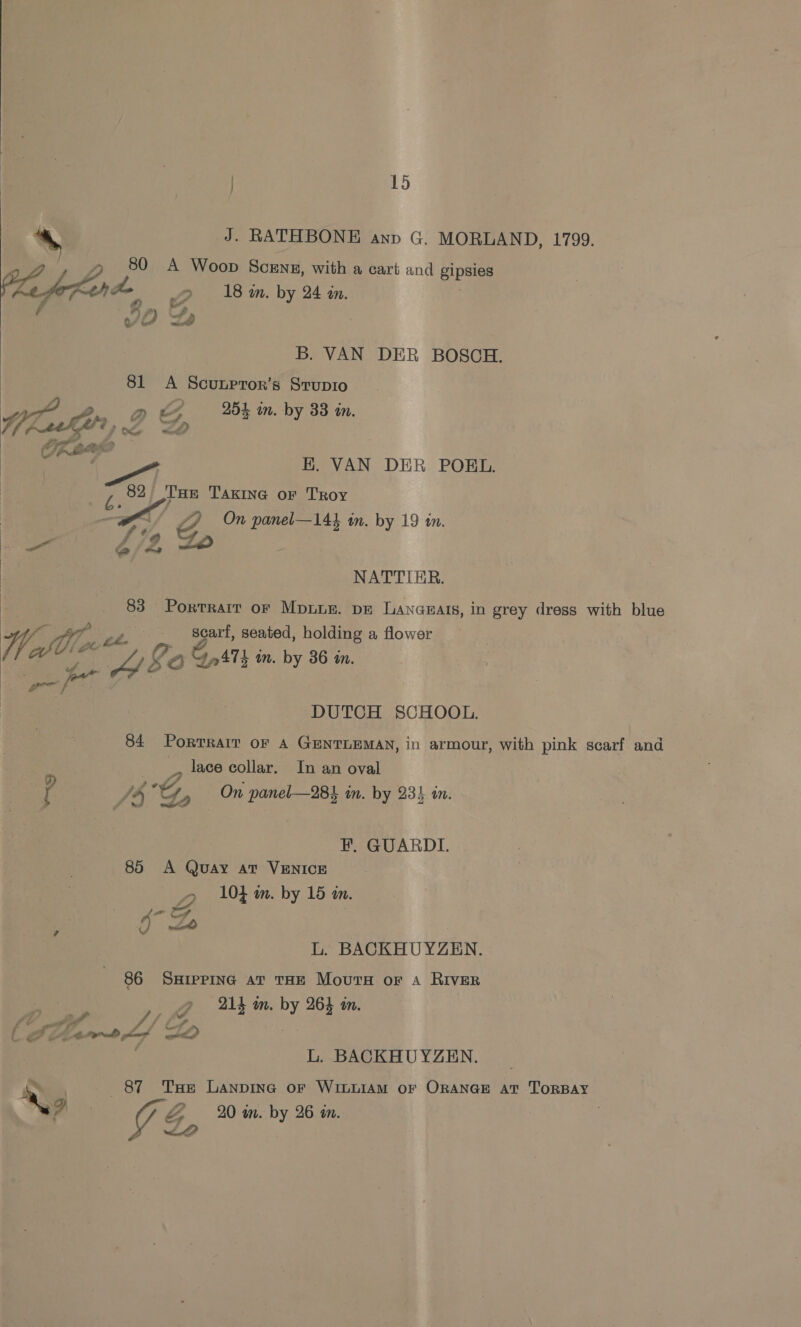 15
J. RATHBONE AND G. MORLAND, 1799.
80 A WOOD SCENE, with a cart and gipsies
18 in. by 24 in.
B. VAN DER BOSCH.
81 A SCULPTOR'S STUDIO
25½ in. by 33 in.
E. VAN DER POEL.
82 THE TAKING OF TROY
On panel—14½ in. by 19 in.
NATTIER.
83 PORTRAIT OF MDLLE. DE LANGEAIS, in grey dress with blue
scarf, seated, holding a flower
47½ in. by 36 in.
DUTCH SCHOOL.
84 PORTRAIT OF A GENTLEMAN, in armour, with pink scarf and
lace collar. In an oval
On panel—28½ in. by 23½ in.
F. GUARDI.
85 A QUAY AT VENICE
10½ in. by 15 in.
L. BACKHUYZEN.
86 SHIPPING AT THE MOUTH OF A RIVER
21½ in. by 26½ in.
L. BACKHUYZEN.
87 THE LANDING OF WILLIAM OF ORANGE AT TORBAY
20 in. by 26 in.